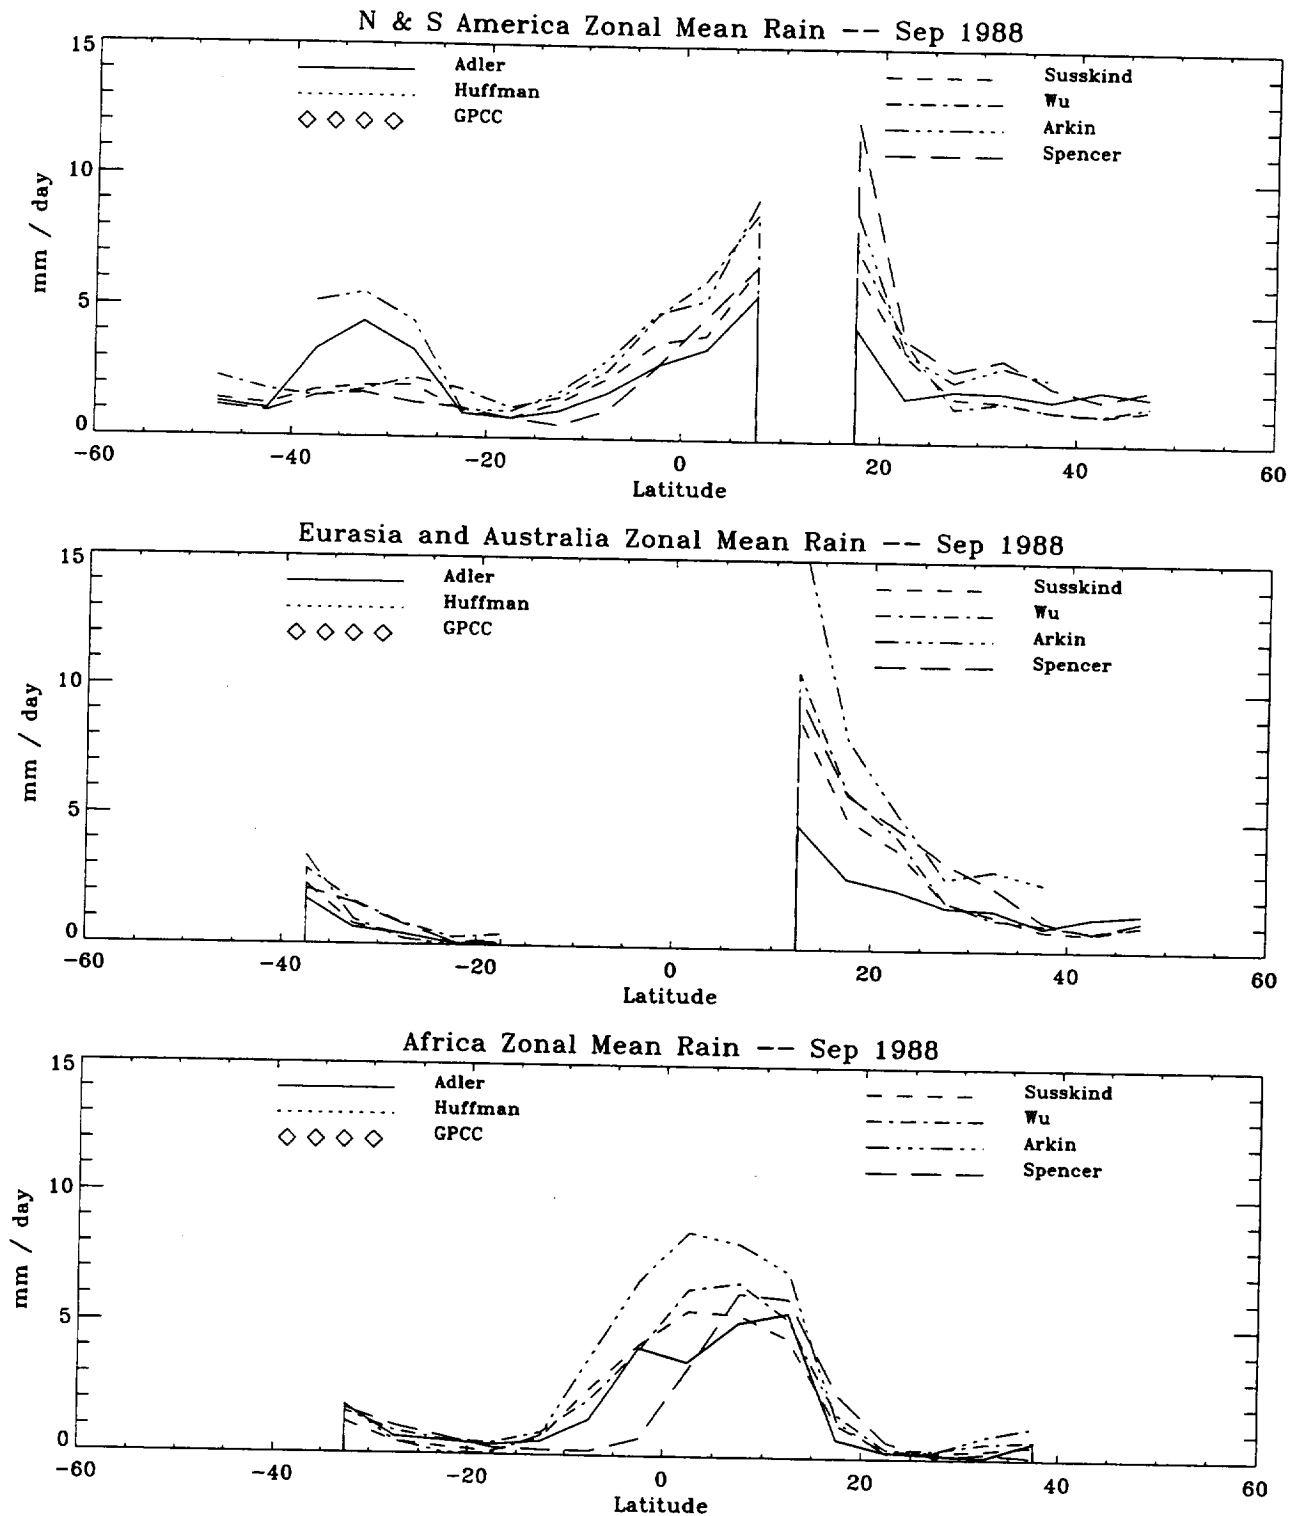 N & S America Zonal Mean Rain -- Sep 1988
15
10
5
0
mm / day
Adler
Huffman
GPCC
Susskind
Wu
Arkin
Spencer
-60
-40
-20
0
20
40
60
Latitude
Eurasia and Australia Zonal Mean Rain -- Sep 1988
15
10
5
0
mm / day
Adler
Huffman
GPCC
Susskind
Wu
Arkin
Spencer
-60
-40
-20
0
20
40
60
Latitude
Africa Zonal Mean Rain -- Sep 1988
15
10
5
0
mm / day
Adler
Huffman
GPCC
Susskind
Wu
Arkin
Spencer
-60
-40
-20
0
20
40
60
Latitude